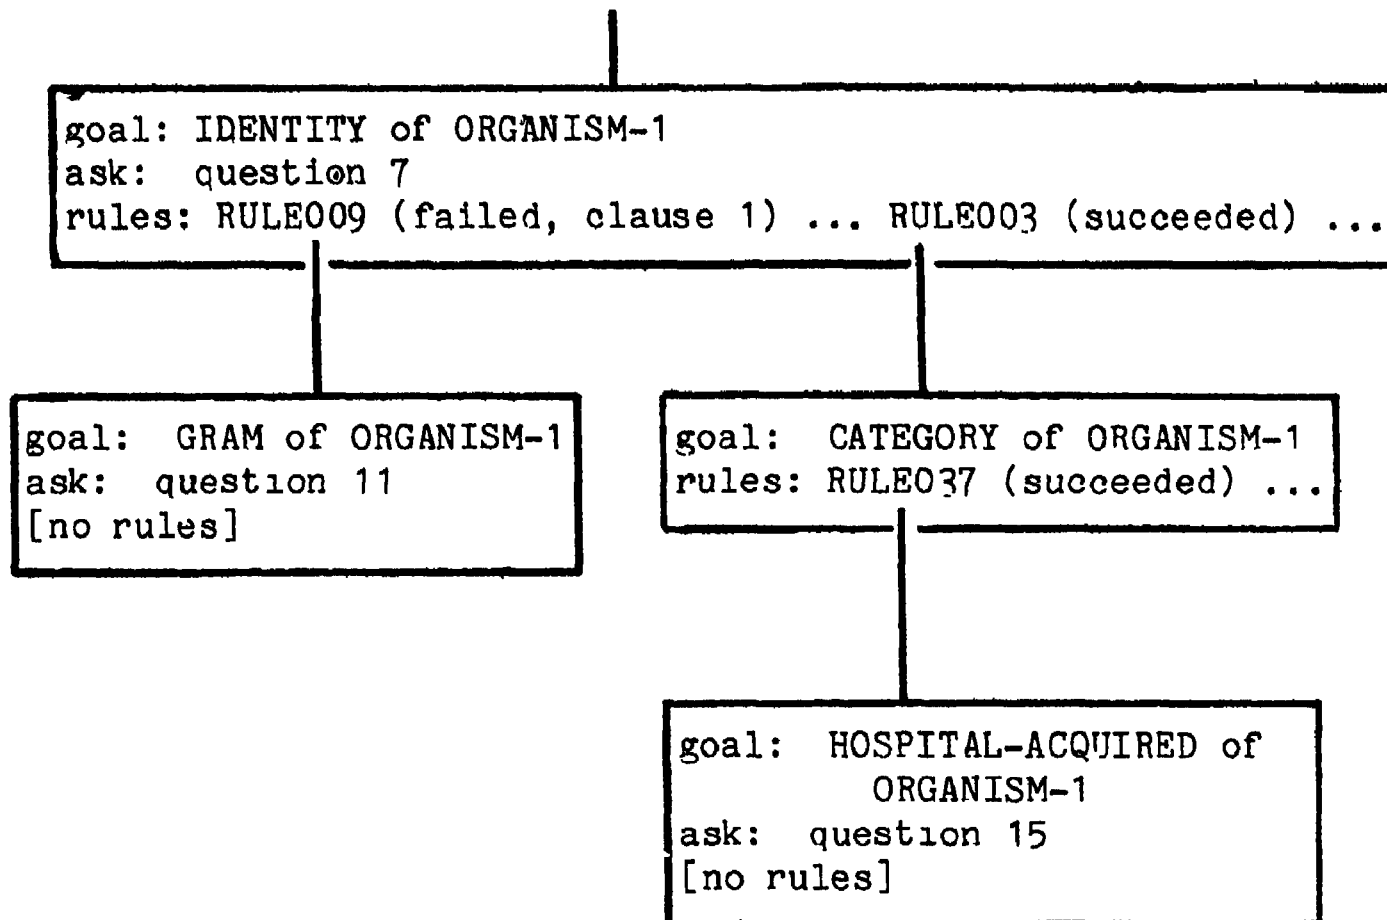 goal: IDENTITY of ORGANISM-1
ask: question 7
rules: RULE009 (failed, clause 1) ... RULE003 (succeeded) ...
goal: GRAM of ORGANISM-1
ask: question 11
[no rules]
goal: CATEGORY of ORGANISM-1
rules: RULE037 (succeeded) ...
goal: HOSPITAL-ACQUIRED of
ORGANISM-1
ask: question 15
[no rules]